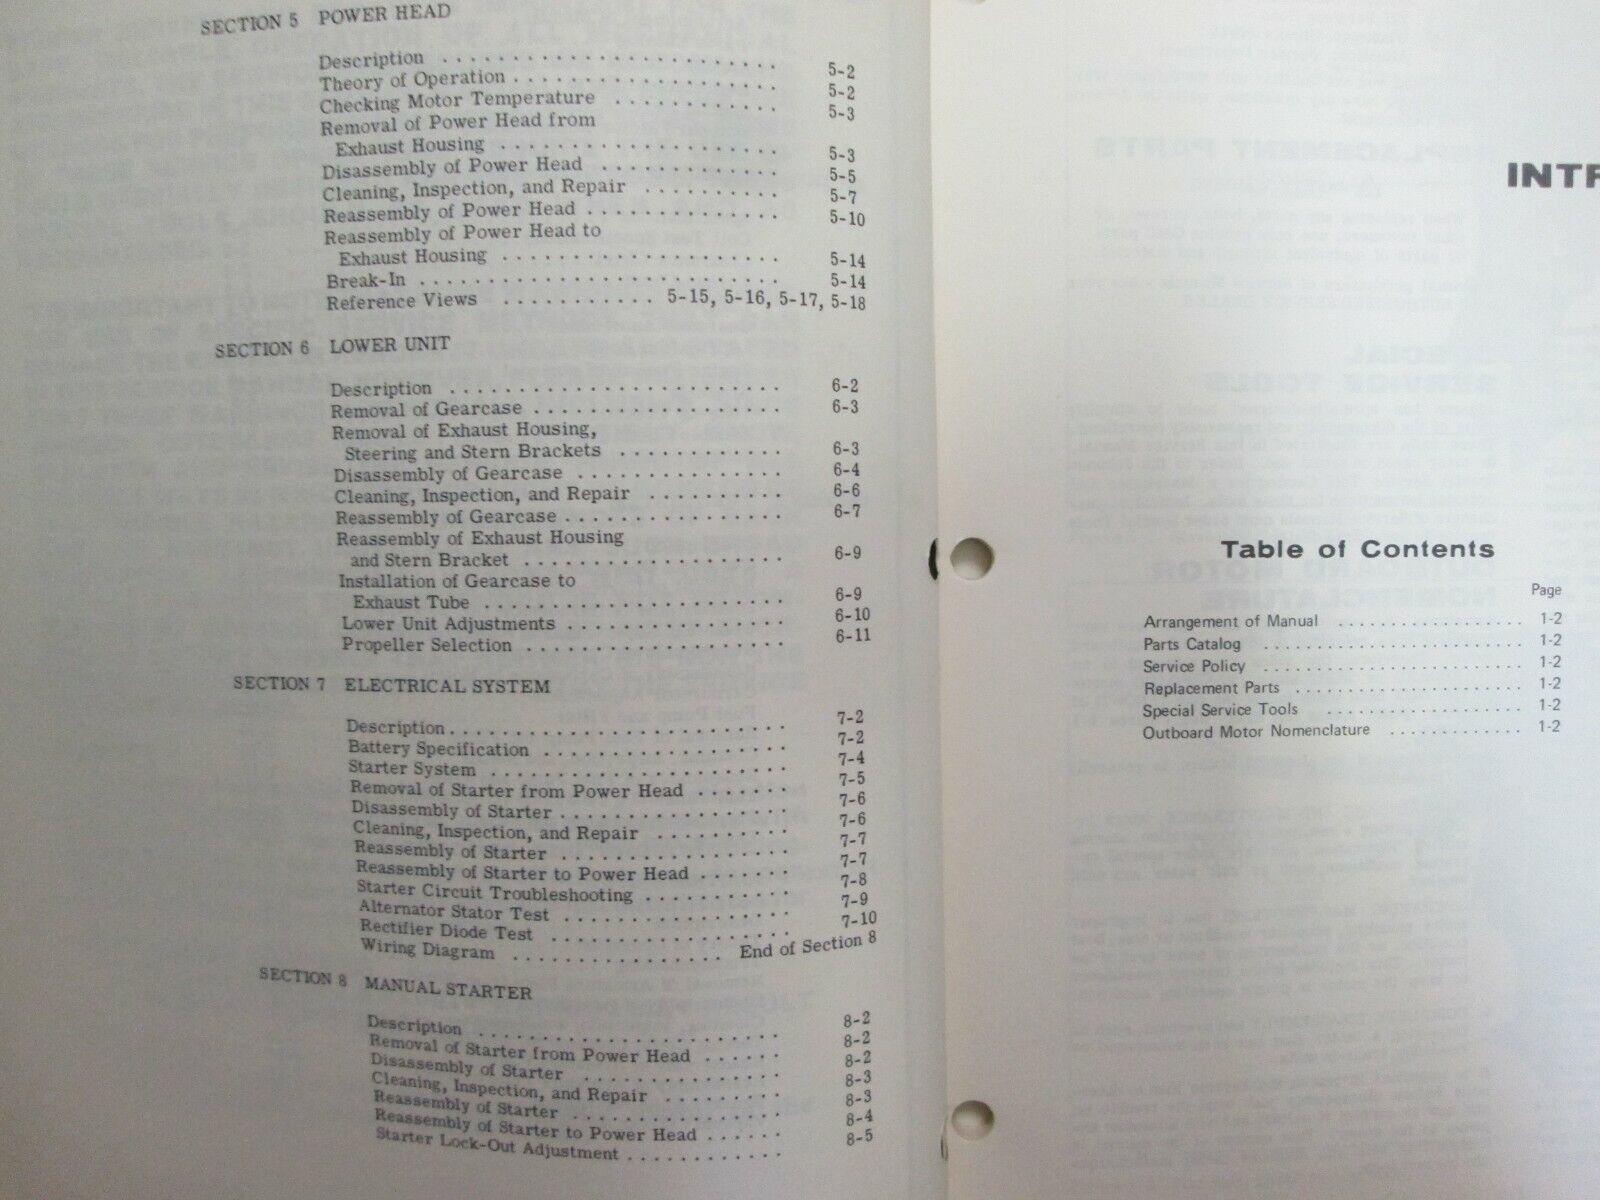 SECTION 5 POWER HEAD
Description . . . . . . . . . . . . . . . . . . . . . . . . 5-2
Theory of Operation . . . . . . . . . . . . . . . . . . . 5-2
Checking Motor Temperature . . . . . . . . . . . . 5-3
Removal of Power Head from
Exhaust Housing . . . . . . . . . . . . . . . . . . . . 5-3
Disassembly of Power Head . . . . . . . . . . . . . 5-5
Cleaning, Inspection, and Repair . . . . . . . . . . 5-7
Reassembly of Power Head . . . . . . . . . . . . . . 5-10
Reassembly of Power Head to
Exhaust Housing . . . . . . . . . . . . . . . . . . . . 5-14
Break-In . . . . . . . . . . . . . . . . . . . . . . . . . . 5-14
Reference Views . . . . . . . . . . . 5-15, 5-16, 5-17, 5-18
SECTION 6 LOWER UNIT
Description . . . . . . . . . . . . . . . . . . . . . . . . 6-2
Removal of Gearcase . . . . . . . . . . . . . . . . . . 6-3
Removal of Exhaust Housing,
Steering and Stern Brackets . . . . . . . . . . . . 6-3
Disassembly of Gearcase . . . . . . . . . . . . . . . 6-4
Cleaning, Inspection, and Repair . . . . . . . . . . 6-6
Reassembly of Gearcase . . . . . . . . . . . . . . . . 6-7
Reassembly of Exhaust Housing
and Stern Bracket . . . . . . . . . . . . . . . . . . . 6-9
Installation of Gearcase to
Exhaust Tube . . . . . . . . . . . . . . . . . . . . . . 6-9
Lower Unit Adjustments . . . . . . . . . . . . . . . . 6-10
Propeller Selection . . . . . . . . . . . . . . . . . . . 6-11
SECTION 7 ELECTRICAL SYSTEM
Description . . . . . . . . . . . . . . . . . . . . . . . . . 7-2
Battery Specification . . . . . . . . . . . . . . . . . . 7-2
Starter System . . . . . . . . . . . . . . . . . . . . . . 7-4
Removal of Starter from Power Head . . . . . . . 7-5
Disassembly of Starter . . . . . . . . . . . . . . . . . 7-6
Cleaning, Inspection, and Repair . . . . . . . . . . 7-6
Reassembly of Starter . . . . . . . . . . . . . . . . . 7-7
Reassembly of Starter to Power Head . . . . . . . 7-7
Starter Circuit Troubleshooting . . . . . . . . . . . 7-8
Alternator Stator Test . . . . . . . . . . . . . . . . . 7-9
Rectifier Diode Test . . . . . . . . . . . . . . . . . . 7-10
Wiring Diagram . . . . . . . . . . . . . . . . End of Section 8
SECTION 8 MANUAL STARTER
Description . . . . . . . . . . . . . . . . . . . . . . 8-2
Removal of Starter from Power Head . . . . . . 8-2
Disassembly of Starter . . . . . . . . . . . . . . . 8-2
Cleaning, Inspection, and Repair . . . . . . . . . 8-3
Reassembly of Starter . . . . . . . . . . . . . . . . 8-3
Reassembly of Starter to Power Head . . . . . . 8-4
Starter Lock-Out Adjustment . . . . . . . . . . . . 8-5
INTR
Table of Contents
Page
Arrangement of Manual . . . . . . . . . . . . . . . . . . 1-2
Parts Catalog . . . . . . . . . . . . . . . . . . . . . . . . . 1-2
Service Policy . . . . . . . . . . . . . . . . . . . . . . . . . 1-2
Replacement Parts . . . . . . . . . . . . . . . . . . . . . . 1-2
Special Service Tools . . . . . . . . . . . . . . . . . . . 1-2
Outboard Motor Nomenclature . . . . . . . . . . . . . 1-2